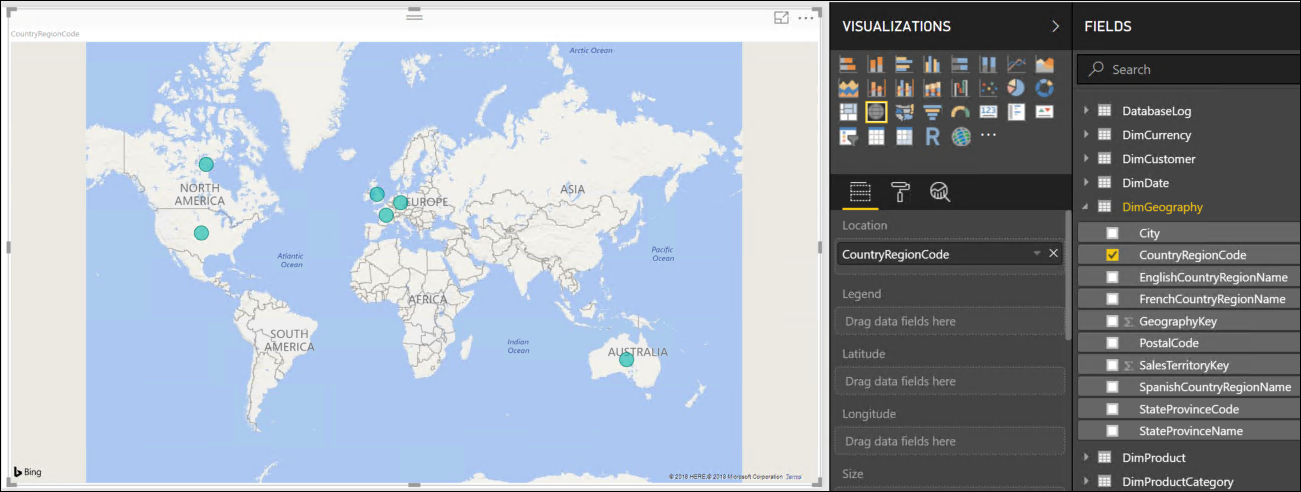 CountryRegionCode
Arctic Ocean
NORTH
AMERICA
EUROPE
ASIA
Atlantic
Ocean
Pacific
Ocean
AFRICA
SOUTH
AMERICA
Indian
Ocean
AUSTRALIA
Bing
© 2018 HERE © 2018 Microsoft Corporation Terms
VISUALIZATIONS
123
R
Location
CountryRegionCode
Legend
Drag data fields here
Latitude
Drag data fields here
Longitude
Drag data fields here
Size
FIELDS
Search
DatabaseLog
DimCurrency
DimCustomer
DimDate
DimGeography
City
CountryRegionCode
EnglishCountryRegionName
FrenchCountryRegionName
Σ GeographyKey
PostalCode
Σ SalesTerritoryKey
SpanishCountryRegionName
StateProvinceCode
StateProvinceName
DimProduct
DimProductCategory